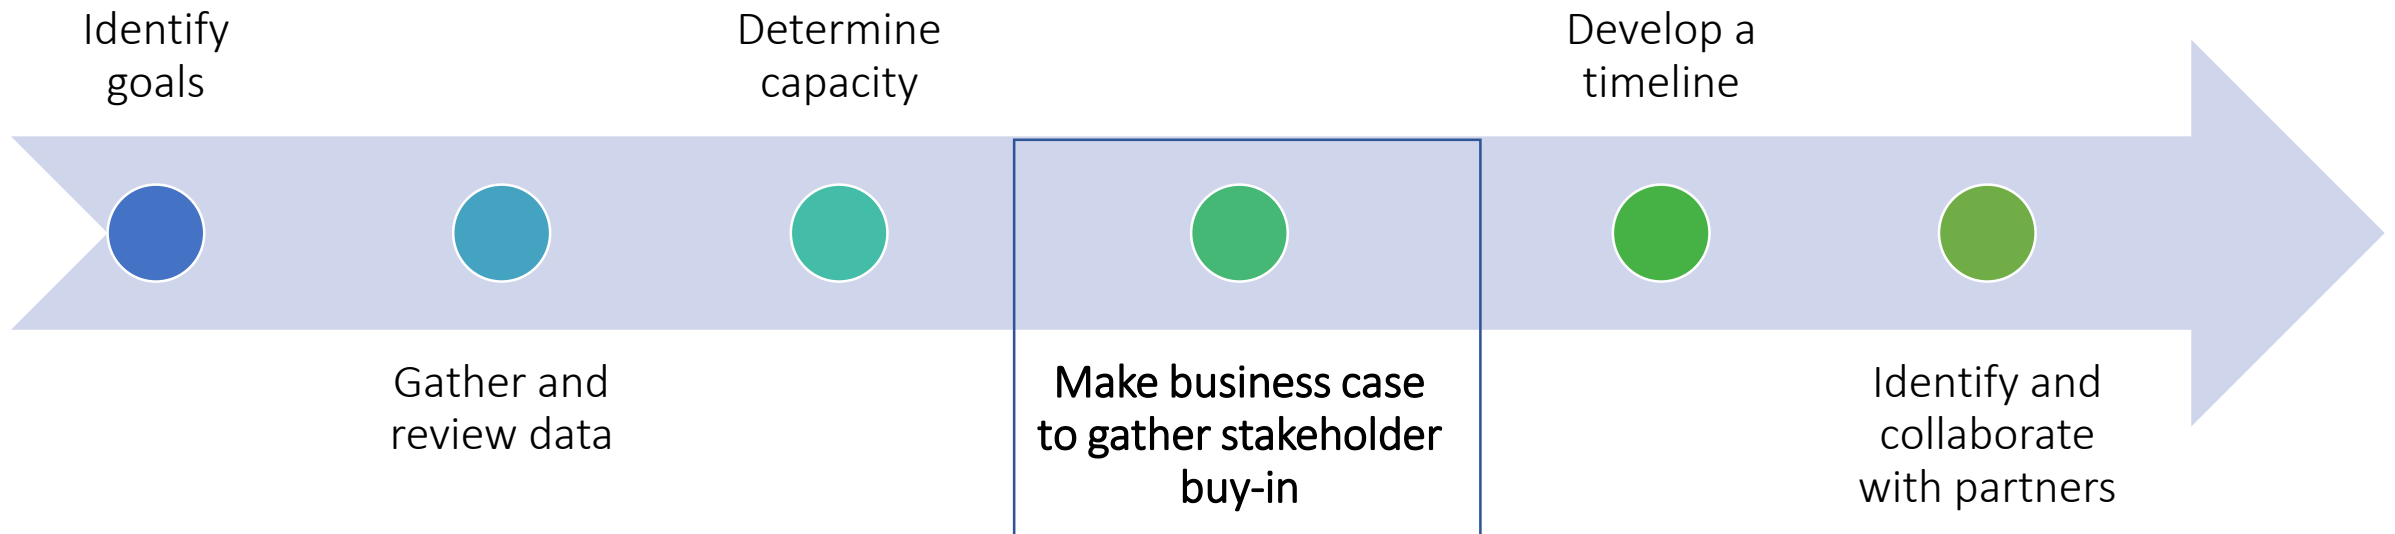 Identify
goals
Gather and
review data
Determine
capacity
Make business case
to gather stakeholder
buy-in
Develop a
timeline
Identify and
collaborate
with partners